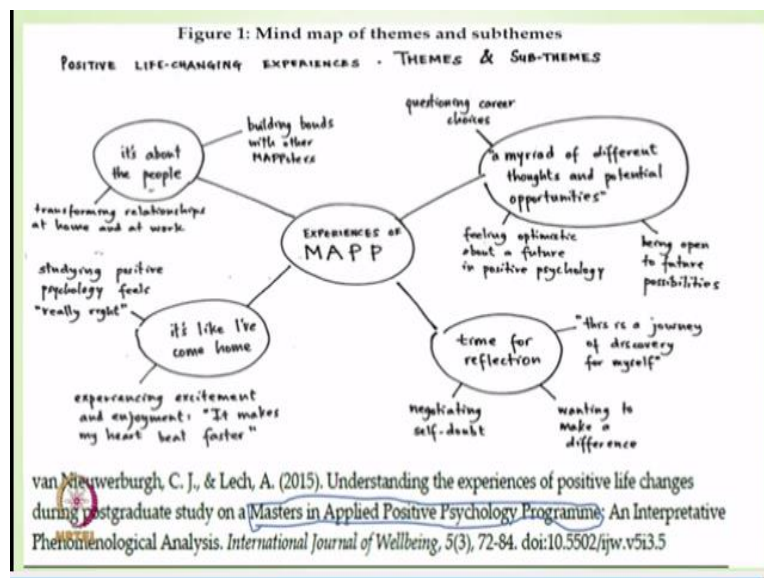 Figure 1: Mind map of themes and subthemes
POSITIVE LIFE-CHANGING EXPERIENCES . THEMES & SUB-THEMES
it's about
the people
building bonds
with other
MAPPsters
transforming relationships
at home and at work
questioning career
choices
"a myriad of different
thoughts and potential
opportunities"
feeling optimistic
about a future
in positive psychology
being open
to future
possibilities
EXPERIENCES OF
MAPP
studying positive
psychology feels
"really right"
it's like I've
come home
experiencing excitement
and enjoyment: "It makes
my heart beat faster"
time for
reflection
"this is a journey
of discovery
for myself"
negotiating
self-doubt
wanting to
make a
difference
van Nieuwerburgh, C. J., & Lech, A. (2015). Understanding the experiences of positive life changes
during postgraduate study on a Masters in Applied Positive Psychology Programme: An Interpretative
Phenomenological Analysis. International Journal of Wellbeing, 5(3), 72-84. doi:10.5502/ijw.v5i3.5
NPTEL